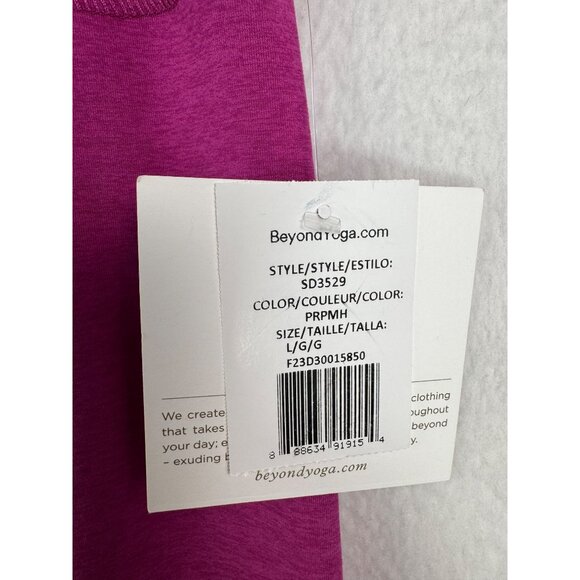 BeyondYoga.com
STYLE/STYLE/ESTILO:
SD3529
COLOR/COULEUR/COLOR:
PRPMH
SIZE/TAILLE/TALLA:
L/G/G
F23D30015850
8 88634 91915 4
We create
clothing
that takes
your day; e
beyond
– exuding
beyondyoga.com